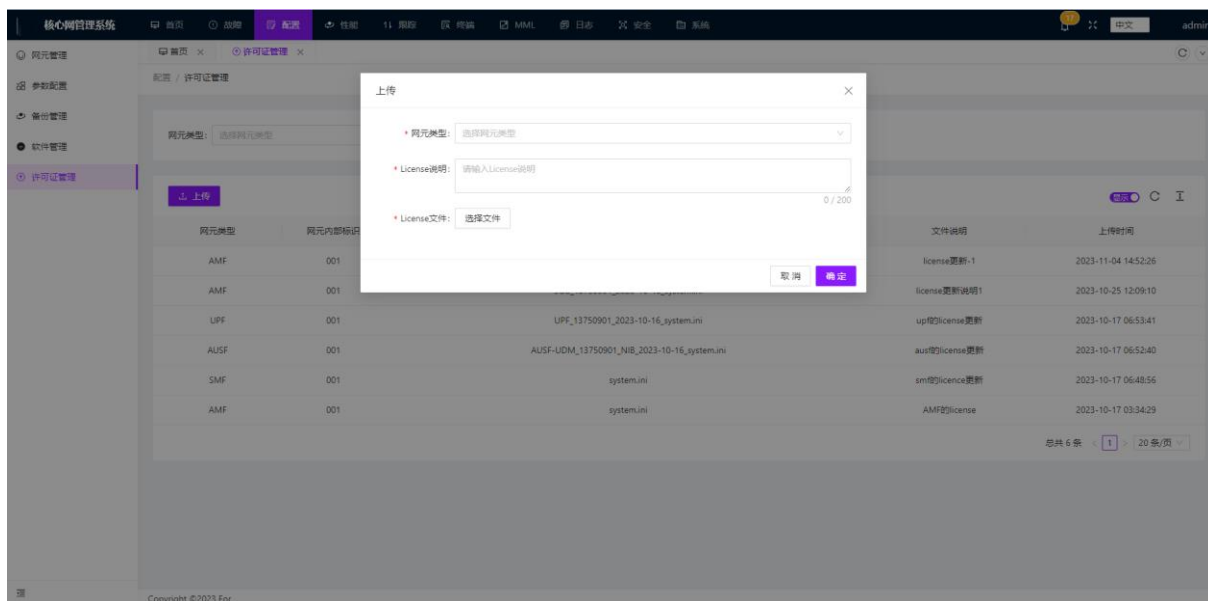 核心网管理系统 首页 故障 配置 性能 跟踪 终端 MML 日志 安全 系统 中文 admin
网元管理 首页 × 许可证管理 ×
配置 / 许可证管理
参数配置
备份管理
软件管理
许可证管理
网元类型: 选择网元类型
上传 ×
* 网元类型: 选择网元类型
* License说明: 请输入License说明
0 / 200
* License文件: 选择文件
取消 确定
上传 显示
网元类型 网元内部标识 文件说明 上传时间
AMF 001 license更新-1 2023-11-04 14:52:26
AMF 001 license更新说明1 2023-10-25 12:09:10
UPF 001 UPF_13750901_2023-10-16_system.ini upf的license更新 2023-10-17 06:53:41
AUSF 001 AUSF-UDM_13750901_NIB_2023-10-16_system.ini ausf的license更新 2023-10-17 06:52:40
SMF 001 system.ini smf的licence更新 2023-10-17 06:48:56
AMF 001 system.ini AMF的license 2023-10-17 03:34:29
总共 6 条 < 1 > 20 条/页
Copyright ©2023 For